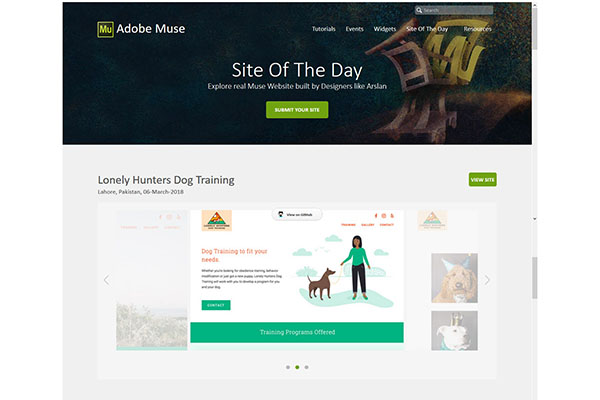 Search
Mu Adobe Muse
Tutorials Events Widgets Site Of The Day Resources
Site Of The Day
Explore real Muse Website built by Designers like Arslan
SUBMIT YOUR SITE
Lonely Hunters Dog Training
VIEW SITE
Lahore, Pakistan, 06-March-2018
View on GitHub
TRAINING GALLERY CONTACT
Dog Training to fit your
needs.
Whether you're looking for obedience training, behavior
modification or just got a new puppy, Lonely Hunters Dog
Training will work with you to develop a program for you
and your dog.
CONTACT
Training Programs Offered